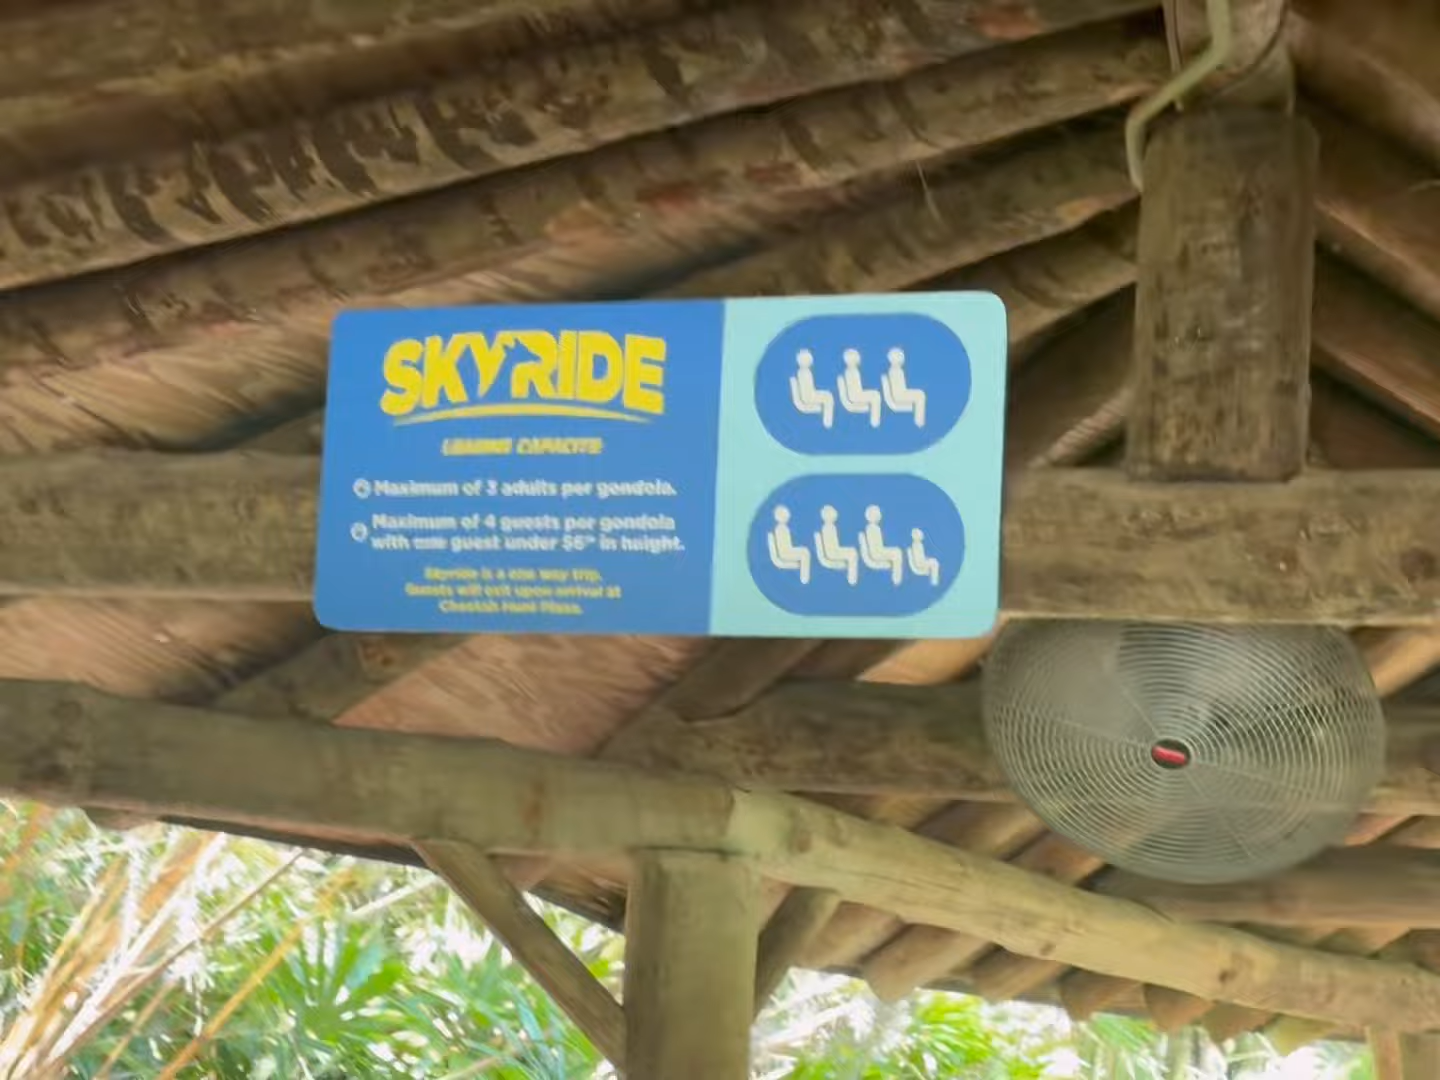 SKYRIDE
LOADING CAPACITY
Maximum of 3 adults per gondola.
Maximum of 4 guests per gondola
with one guest under 56" in height.
Skyride is a one way trip.
Guests will exit upon arrival at
Cheetah Hunt Plaza.